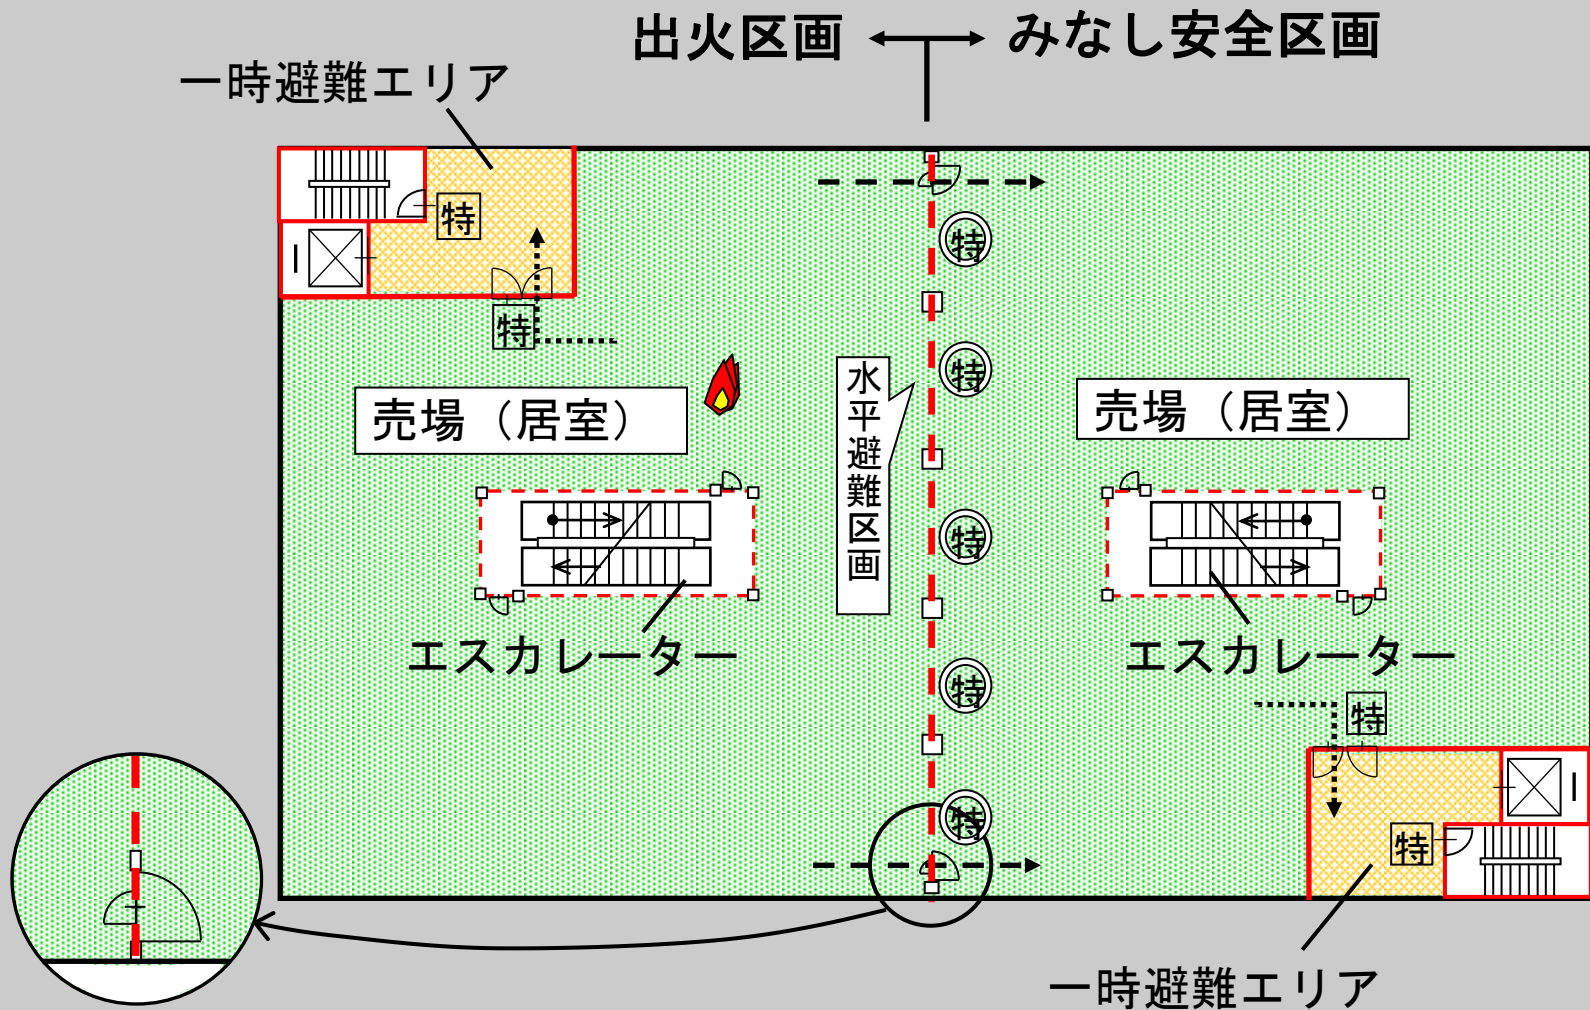 出火区画
みなし安全区画
一時避難エリア
特
特
特
特
水平避難区画
売場（居室）
売場（居室）
特
エスカレーター
エスカレーター
特
特
特
特
一時避難エリア